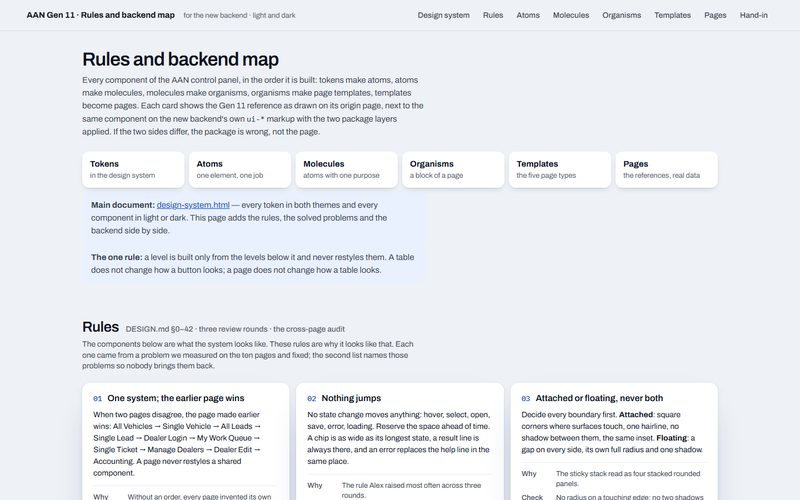 AAN Gen 11 · Rules and backend map for the new backend · light and dark Design system Rules Atoms Molecules Organisms Templates Pages Hand-in
Rules and backend map
Every component of the AAN control panel, in the order it is built: tokens make atoms, atoms
make molecules, molecules make organisms, organisms make page templates, templates
become pages. Each card shows the Gen 11 reference as drawn on its origin page, next to the
same component on the new backend's own ui-* markup with the two package layers
applied. If the two sides differ, the package is wrong, not the page.
Tokens
in the design system
Atoms
one element, one job
Molecules
atoms with one purpose
Organisms
a block of a page
Templates
the five page types
Pages
the references, real data
Main document: design-system.html — every token in both themes and every
component in light or dark. This page adds the rules, the solved problems and the
backend side by side.
The one rule: a level is built only from the levels below it and never restyles them. A table
does not change how a button looks; a page does not change how a table looks.
Rules DESIGN.md §0–42 · three review rounds · the cross-page audit
The components below are what the system looks like. These rules are why it looks like that. Each
one came from a problem we measured on the ten pages and fixed; the second list names those
problems so nobody brings them back.
01 One system; the earlier page wins
When two pages disagree, the page made earlier
wins: All Vehicles → Single Vehicle → All Leads →
Single Lead → Dealer Login → My Work Queue →
Single Ticket → Manage Dealers → Dealer Edit →
Accounting. A page never restyles a shared
component.
Why Without an order, every page invented its own
02 Nothing jumps
No state change moves anything: hover, select, open,
save, error, loading. Reserve the space ahead of time.
A chip is as wide as its longest state, a result line is
always there, and an error replaces the help line in the
same place.
Why The rule Alex raised most often across three
rounds.
03 Attached or floating, never both
Decide every boundary first. Attached: square
corners where surfaces touch, one hairline, no
shadow between them, the same inset. Floating: a
gap on every side, its own full radius and one shadow.
Why The sticky stack read as four stacked rounded
panels.
Check No radius on a touching edge; no two shadows